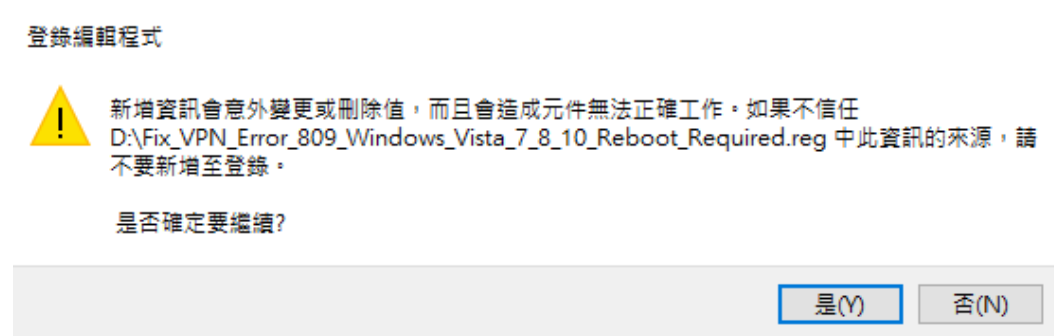 登錄編輯程式
新增資訊會意外變更或刪除值，而且會造成元件無法正確工作。如果不信任
D:\Fix_VPN_Error_809_Windows_Vista_7_8_10_Reboot_Required.reg 中此資訊的來源，請
不要新增至登錄。
是否確定要繼續?
是(Y)
否(N)